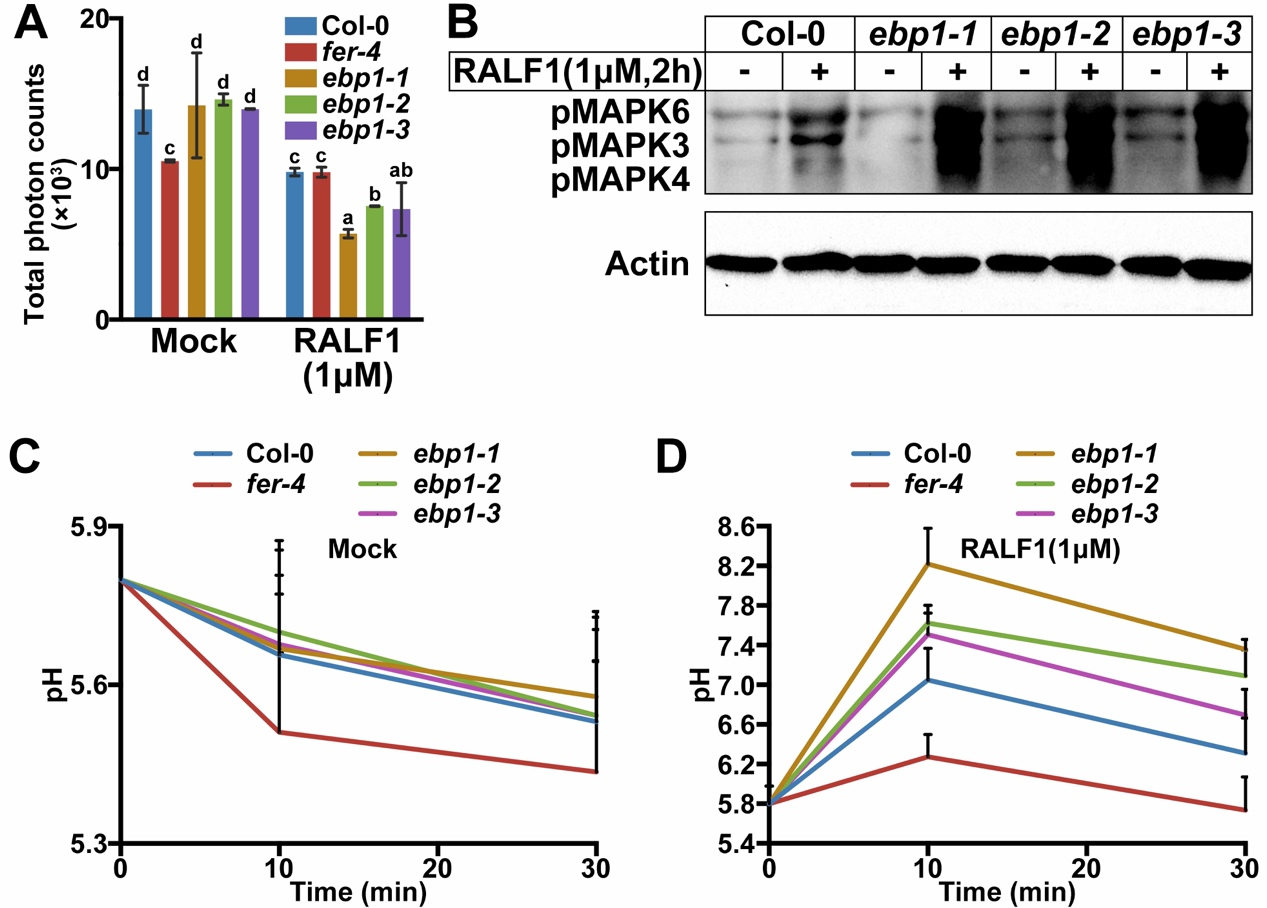 A
Total photon counts
(×10³)
20
10
0
Col-0
fer-4
ebp1-1
ebp1-2
ebp1-3
d
c
d
d
d
c
c
a
b
ab
Mock
RALF1
(1µM)
B
Col-0 ebp1-1 ebp1-2 ebp1-3
RALF1(1µM,2h) - + - + - + - +
pMAPK6
pMAPK3
pMAPK4
Actin
C
Col-0 ebp1-1
fer-4 ebp1-2
ebp1-3
Mock
pH
5.9
5.6
5.3
0 10 20 30
Time (min)
D
Col-0 ebp1-1
fer-4 ebp1-2
ebp1-3
RALF1(1µM)
pH
8.6
8.2
7.8
7.4
7.0
6.6
6.2
5.8
5.4
0 10 20 30
Time (min)